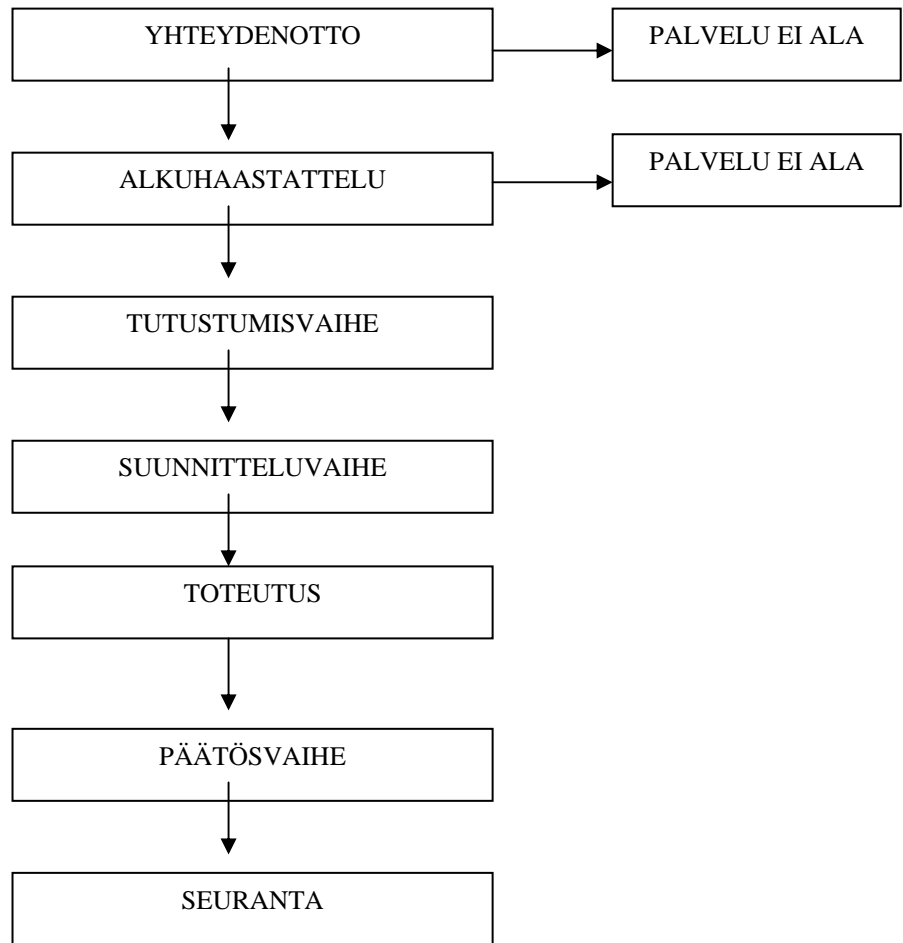 YHTEYDENOTTO
PALVELU EI ALA
ALKUHAASTATTELU
PALVELU EI ALA
TUTUSTUMISVAIHE
SUUNNITTELUVAIHE
TOTEUTUS
PÄÄTÖSVAIHE
SEURANTA